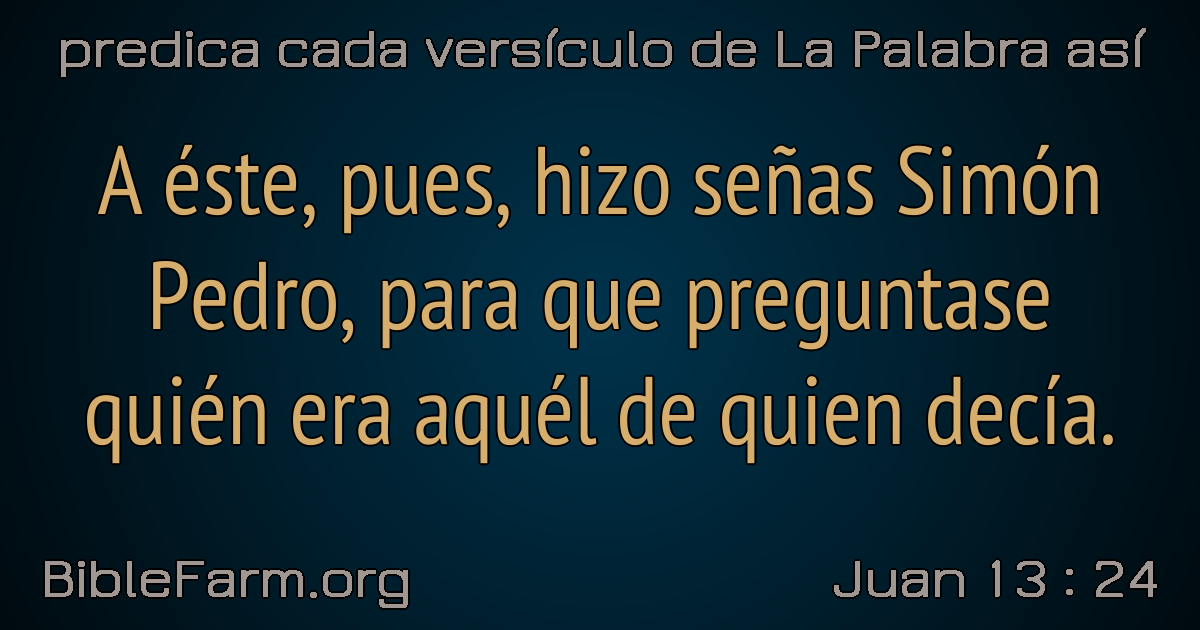 predica cada versículo de La Palabra así
A éste, pues, hizo señas Simón
Pedro, para que preguntase
quién era aquél de quien decía.
BibleFarm.org
Juan 13 : 24